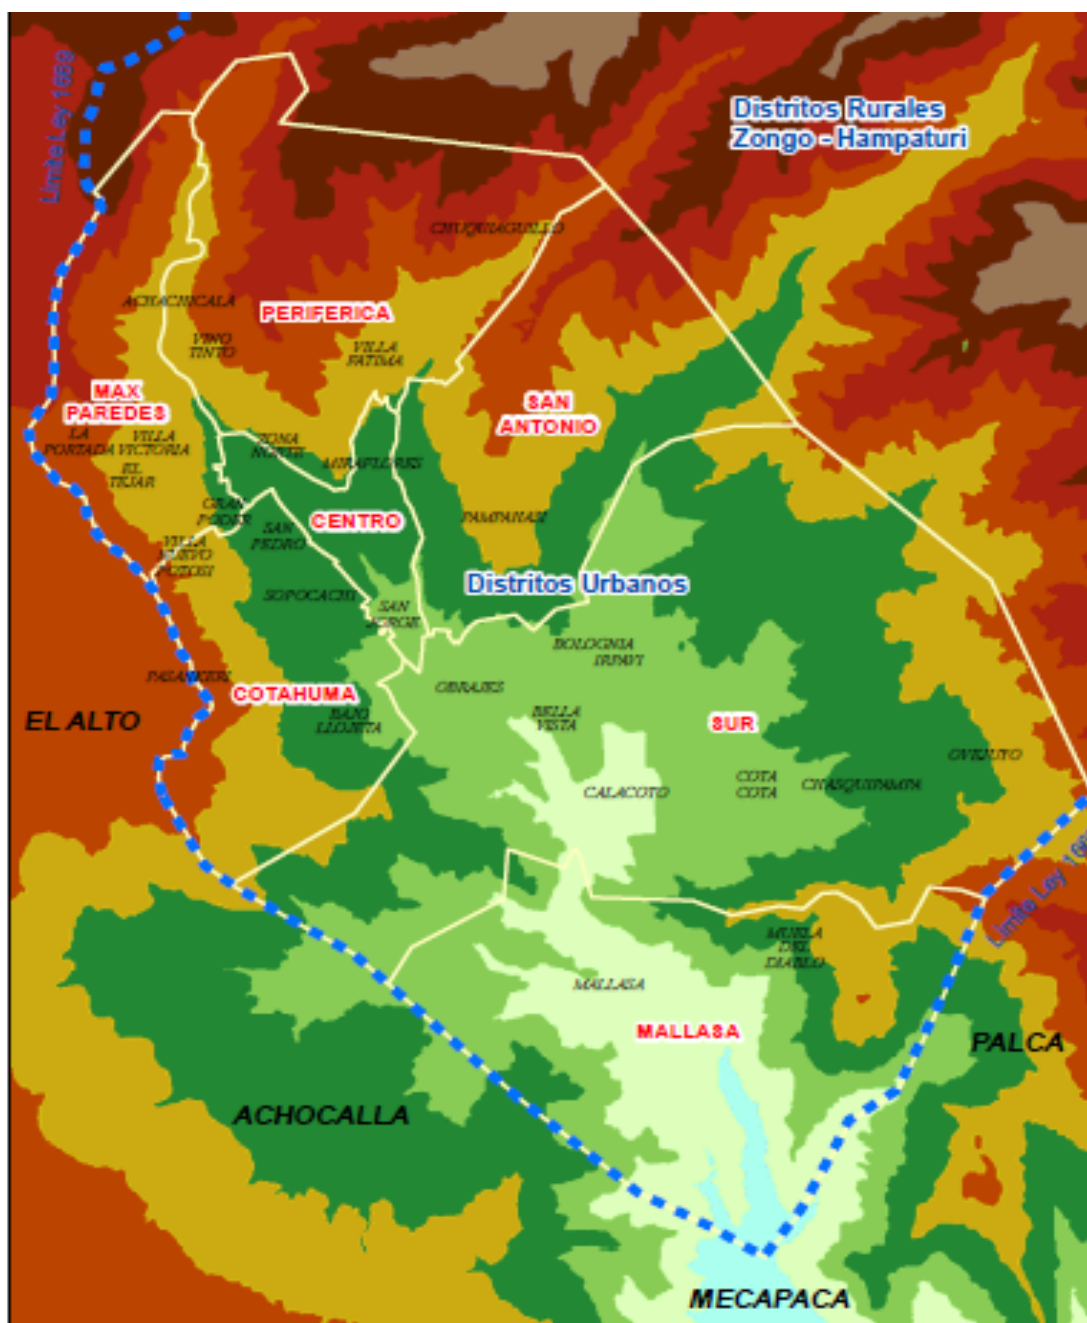 Limite Ley 1669
Distritos Rurales
Zongo - Hampaturi
CHUQUIAGUILLO
ACHACHICALA
PERIFERICA
VINO
TINTO
VILLA
FATIMA
MAX
PAREDES
SAN
ANTONIO
LA
PORTADA
VILLA
VICTORIA
EL
TEJAR
ZONA
NORTE
MIRAFLORES
GRAN
PODER
CENTRO
SAN
PEDRO
PAMPAHASI
VILLA
NUEVO
POTOSI
Distritos Urbanos
SOPOCACHI
SAN
JORGE
BOLOGNIA
IRPAVI
PASANKERI
COTAHUMA
OBRAJES
EL ALTO
BAJO
LLOJETA
BELLA
VISTA
SUR
OVEJUTO
CALACOTO
COTA
COTA
CHASQUIPAMPA
Limite Ley 166
MUELA
DEL
DIABLO
MALLASA
MALLASA
PALCA
ACHOCALLA
MECAPACA